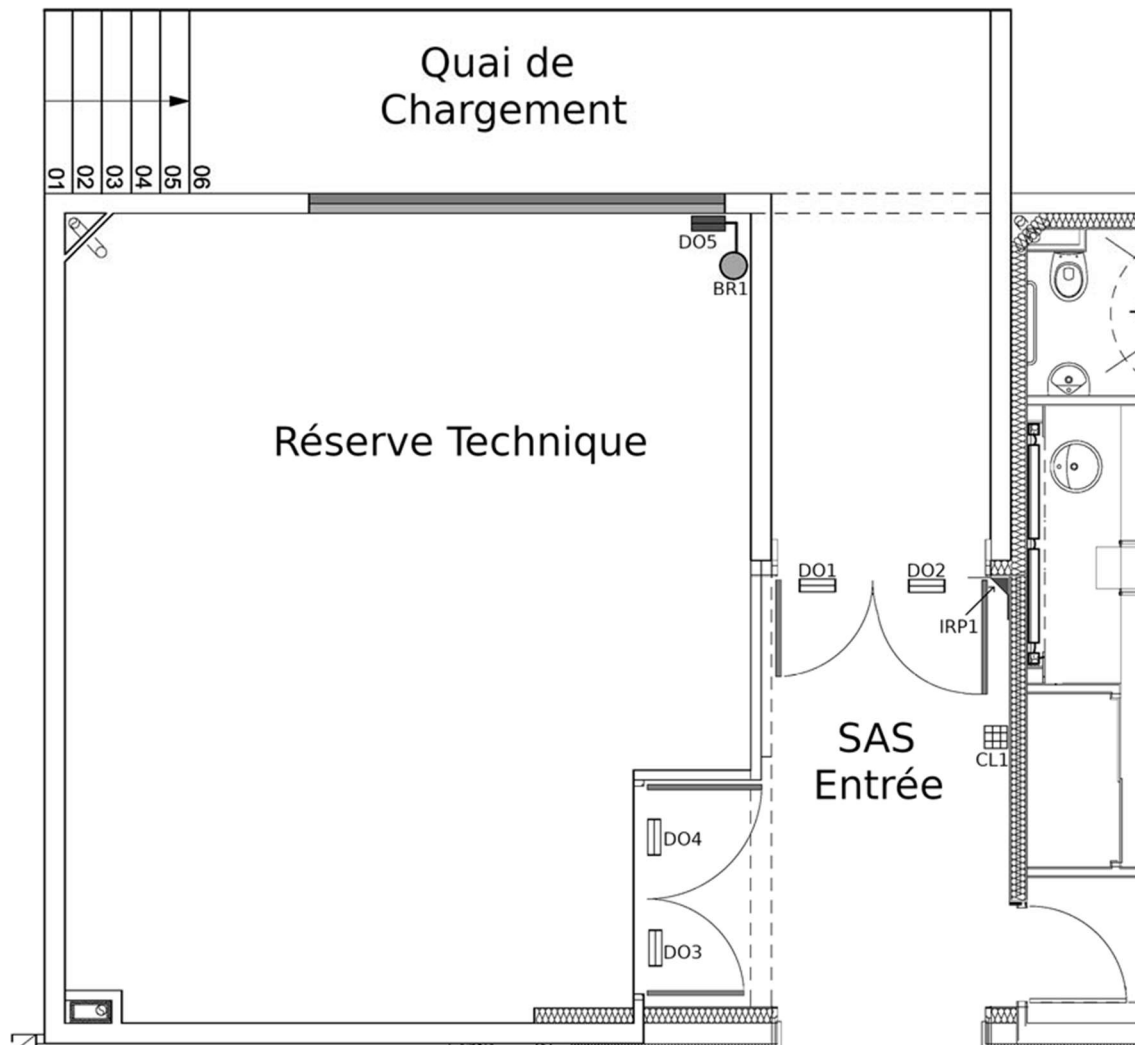 Quai de
Chargement
01
02
03
04
05
06
DO5
BR1
Réserve Technique
DO1
DO2
IRP1
SAS
Entrée
CL1
DO4
DO3